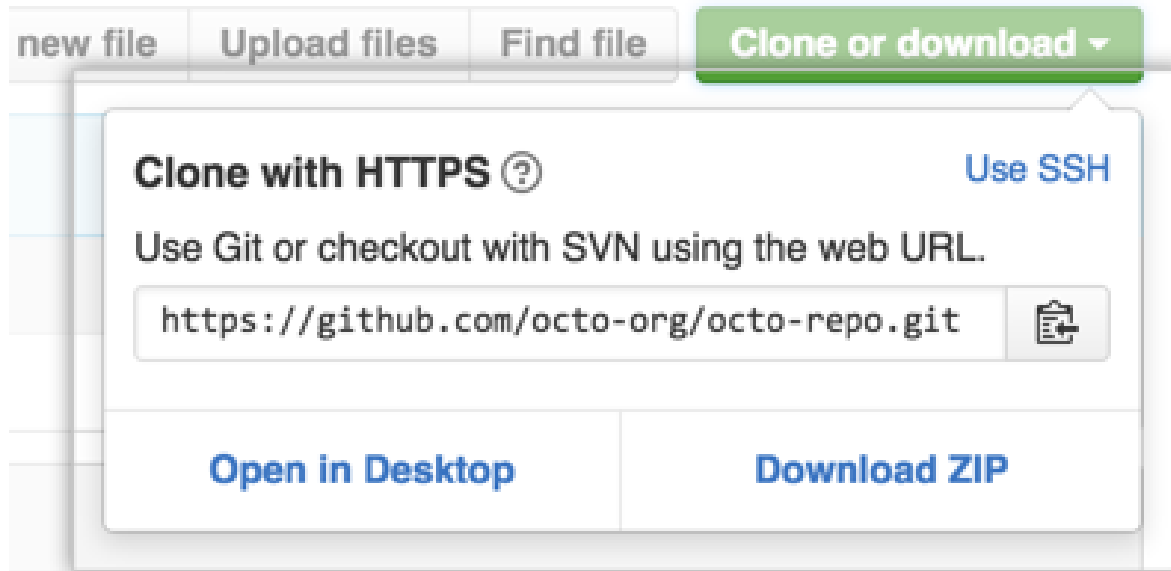 new file Upload files Find file Clone or download
Clone with HTTPS ? Use SSH
Use Git or checkout with SVN using the web URL.
https://github.com/octo-org/octo-repo.git
Open in Desktop Download ZIP